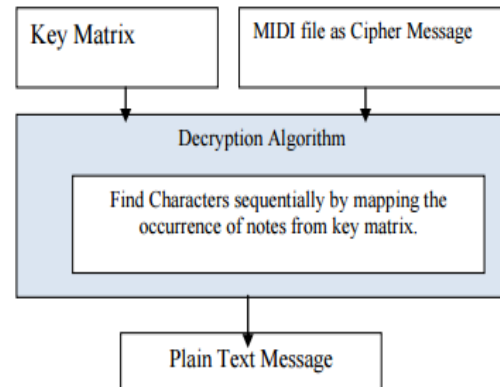 Key Matrix
MIDI file as Cipher Message
Decryption Algorithm
Find Characters sequentially by mapping the
occurrence of notes from key matrix.
Plain Text Message